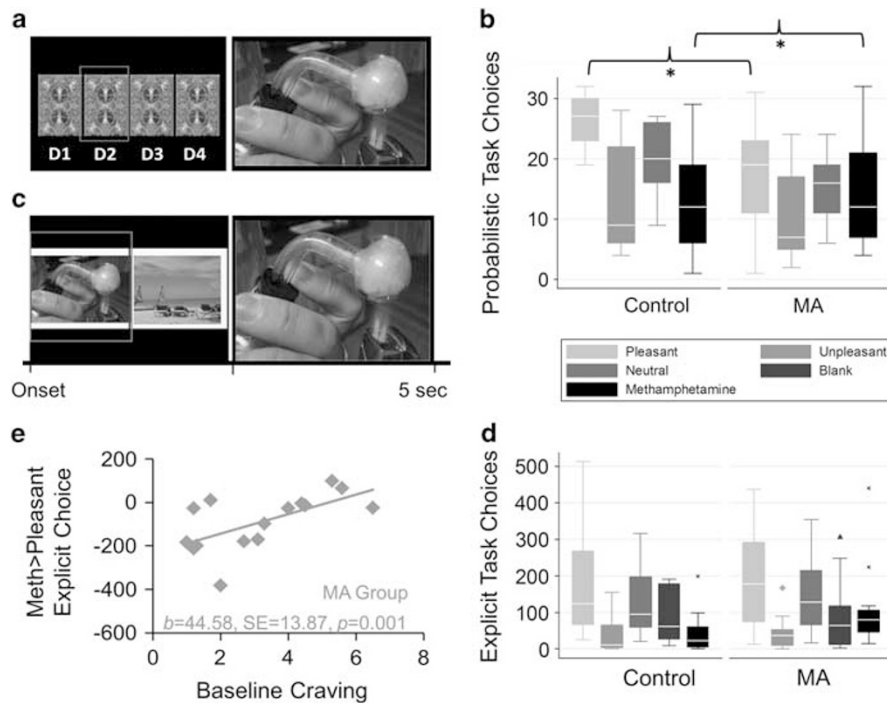 a
D1 D2 D3 D4
b
*
*
Probabilistic Task Choices
30
20
10
0
Control MA
c
Onset 5 sec
Pleasant Unpleasant
Neutral Blank
Methamphetamine
e
Meth>Pleasant
Explicit Choice
200
0
-200
-400
-600
MA Group
b=44.58, SE=13.87, p=0.001
0 2 4 6 8
Baseline Craving
d
Explicit Task Choices
500
400
300
200
100
0
Control MA